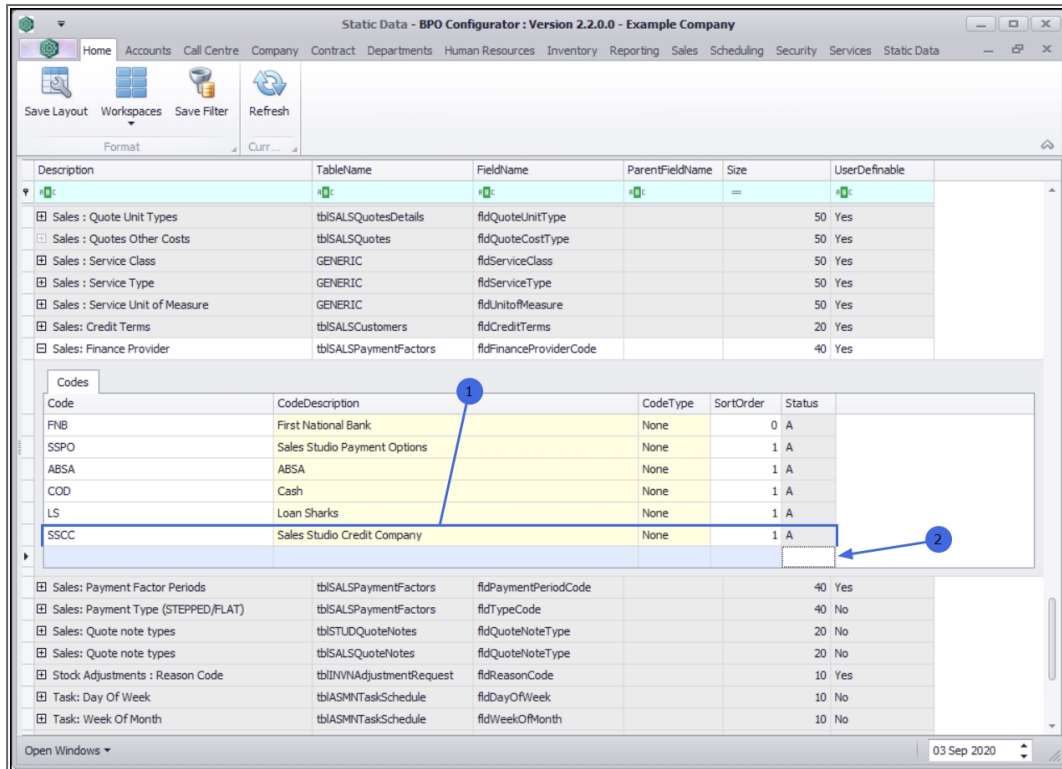 Static Data - BPO Configurator : Version 2.2.0.0 - Example Company
Home Accounts Call Centre Company Contract Departments Human Resources Inventory Reporting Sales Scheduling Security Services Static Data
Save Layout Workspaces Save Filter Refresh
Format Curr...
Description TableName FieldName ParentFieldName Size UserDefinable
Sales : Quote Unit Types tblSALSQuotesDetails fldQuoteUnitType 50 Yes
Sales : Quotes Other Costs tblSALSQuotes fldQuoteCostType 50 Yes
Sales : Service Class GENERIC fldServiceClass 50 Yes
Sales : Service Type GENERIC fldServiceType 50 Yes
Sales : Service Unit of Measure GENERIC fldUnitofMeasure 50 Yes
Sales: Credit Terms tblSALSCustomers fldCreditTerms 20 Yes
Sales: Finance Provider tblSALSPaymentFactors fldFinanceProviderCode 40 Yes
Codes
1
Code CodeDescription CodeType SortOrder Status
FNB First National Bank None 0 A
SSPO Sales Studio Payment Options None 1 A
ABSA ABSA None 1 A
COD Cash None 1 A
LS Loan Sharks None 1 A
SSCC Sales Studio Credit Company None 1 A
2
Sales: Payment Factor Periods tblSALSPaymentFactors fldPaymentPeriodCode 40 Yes
Sales: Payment Type (STEPPED/FLAT) tblSALSPaymentFactors fldTypeCode 40 No
Sales: Quote note types tblSTUDQuoteNotes fldQuoteNoteType 20 No
Sales: Quote note types tblSALSQuoteNotes fldQuoteNoteType 20 No
Stock Adjustments : Reason Code tblINVNAdjustmentRequest fldReasonCode 10 Yes
Task: Day Of Week tblASMNTaskSchedule fldDayOfWeek 10 No
Task: Week Of Month tblASMNTaskSchedule fldWeekOfMonth 10 No
Open Windows 03 Sep 2020